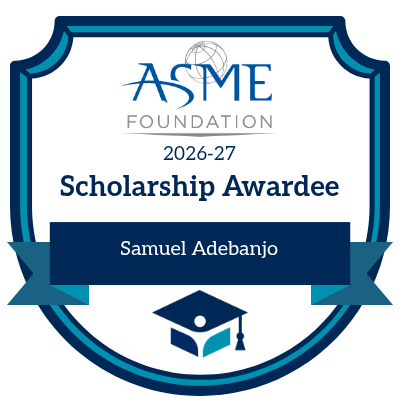 ASME
FOUNDATION
2026-27
Scholarship Awardee
Samuel Adebanjo